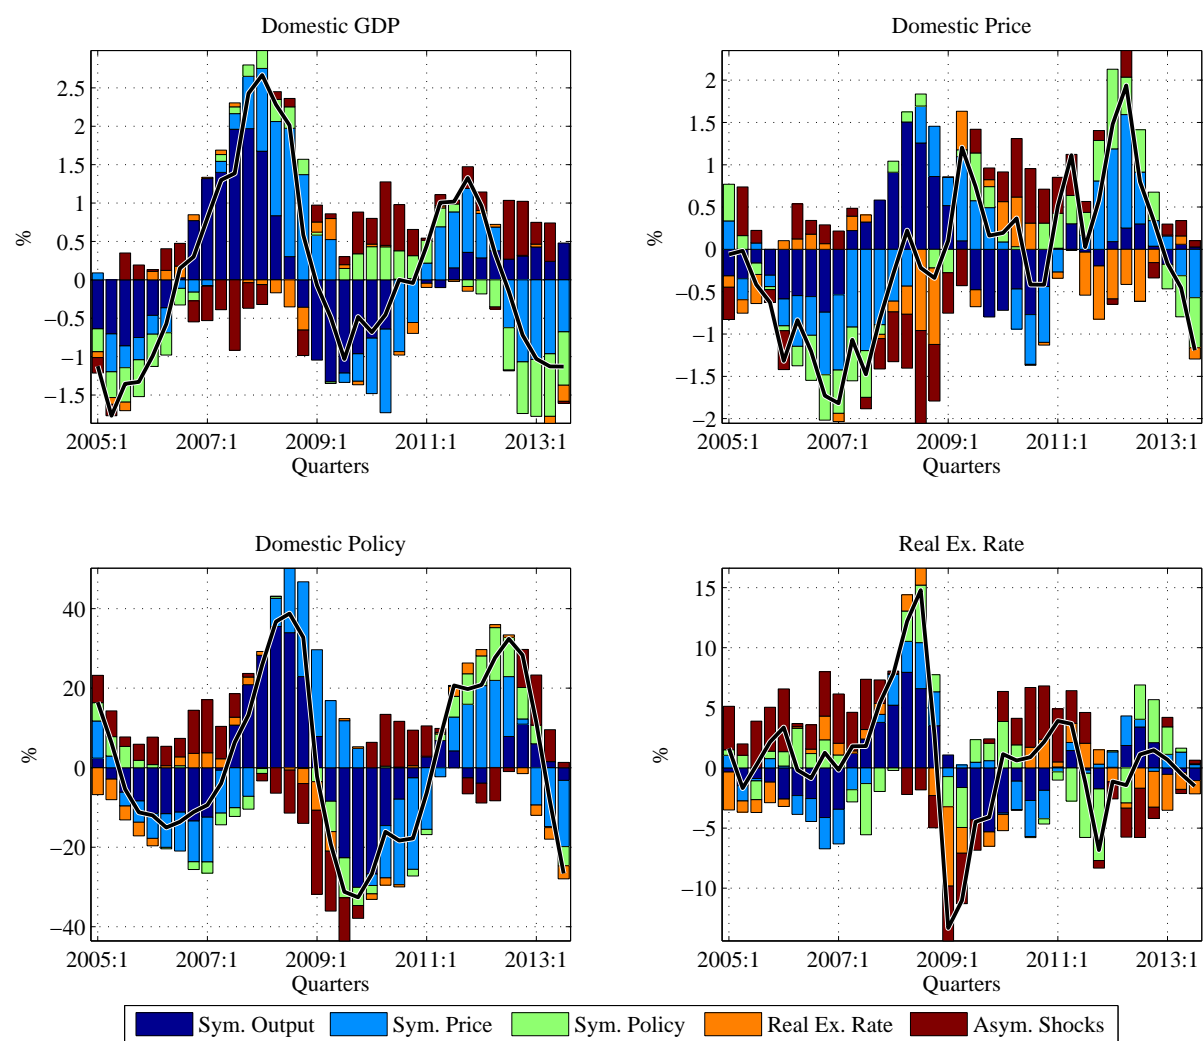 Domestic GDP
2.5
2
1.5
1
0.5
0
−0.5
−1
−1.5
%
2005:1 2007:1 2009:1 2011:1 2013:1
Quarters
Domestic Price
2
1.5
1
0.5
0
−0.5
−1
−1.5
−2
%
2005:1 2007:1 2009:1 2011:1 2013:1
Quarters
Domestic Policy
40
20
0
−20
−40
%
2005:1 2007:1 2009:1 2011:1 2013:1
Quarters
Real Ex. Rate
15
10
5
0
−5
−10
%
2005:1 2007:1 2009:1 2011:1 2013:1
Quarters
Sym. Output Sym. Price Sym. Policy Real Ex. Rate Asym. Shocks